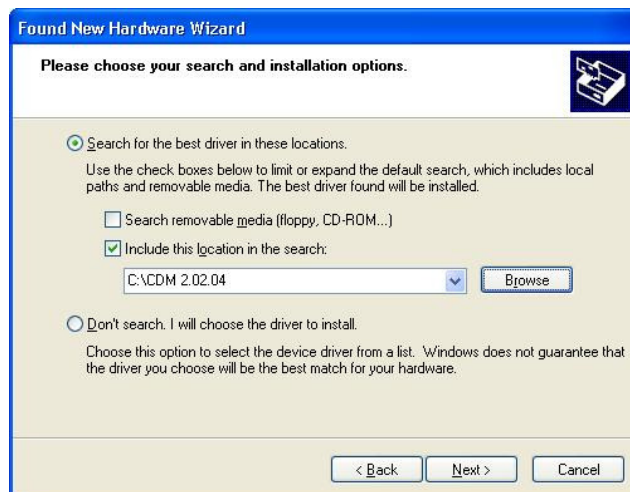 Found New Hardware Wizard
Please choose your search and installation options.
Search for the best driver in these locations.
Use the check boxes below to limit or expand the default search, which includes local
paths and removable media. The best driver found will be installed.
Search removable media (floppy, CD-ROM...)
Include this location in the search:
C:\CDM 2.02.04
Browse
Don't search. I will choose the driver to install.
Choose this option to select the device driver from a list. Windows does not guarantee that
the driver you choose will be the best match for your hardware.
< Back
Next >
Cancel